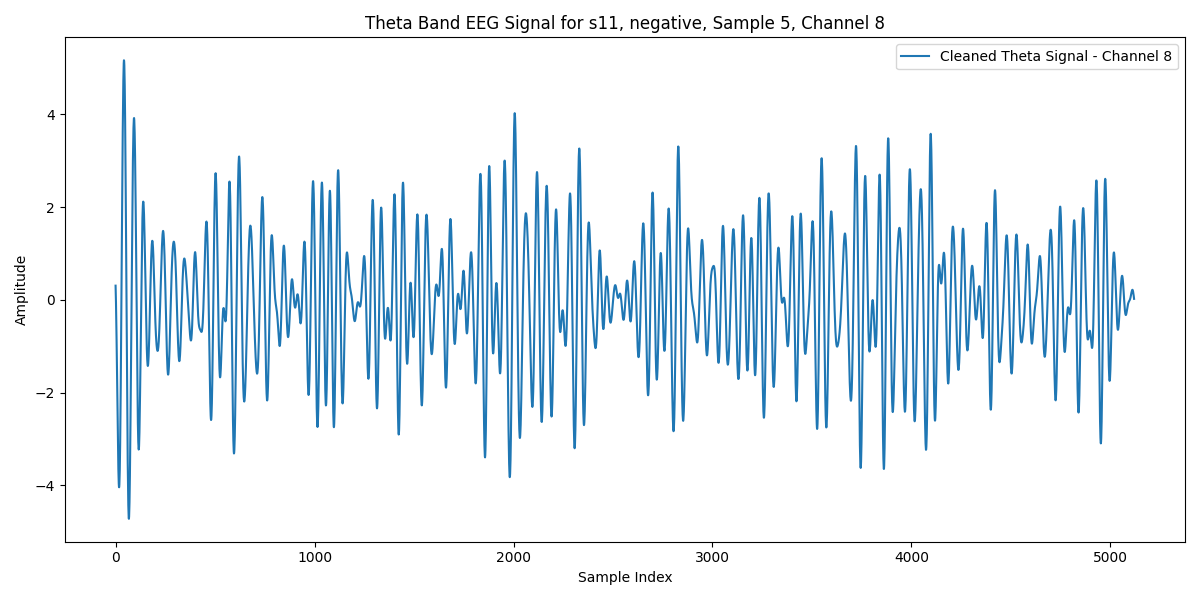 Theta Band EEG Signal for s11, negative, Sample 5, Channel 8
Cleaned Theta Signal - Channel 8
Amplitude
4
2
0
−2
−4
0 1000 2000 3000 4000 5000
Sample Index